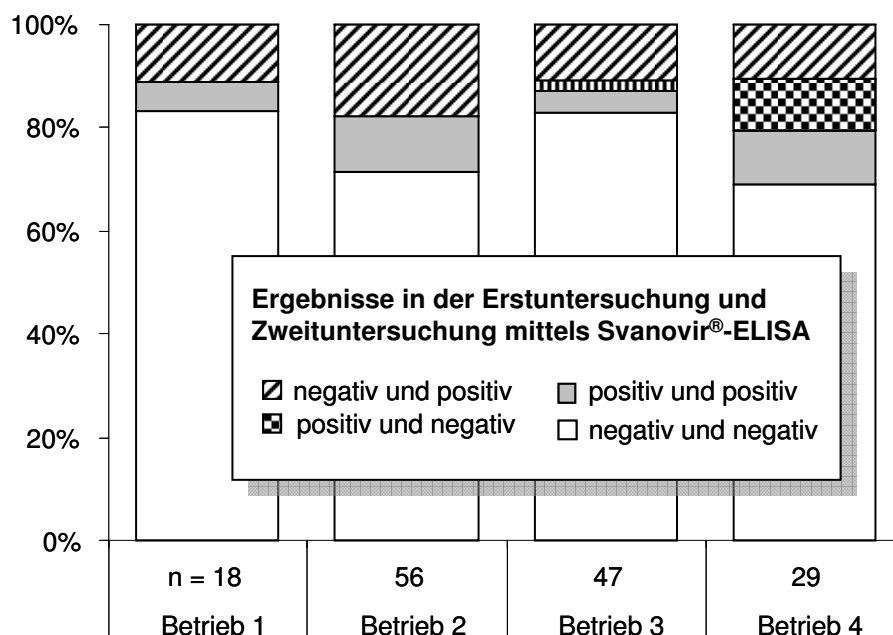 100%
80%
60%
40%
20%
0%
Ergebnisse in der Erstuntersuchung und
Zweituntersuchung mittels Svanovir®-ELISA
negativ und positiv
positiv und positiv
positiv und negativ
negativ und negativ
n = 18 56 47 29
Betrieb 1 Betrieb 2 Betrieb 3 Betrieb 4